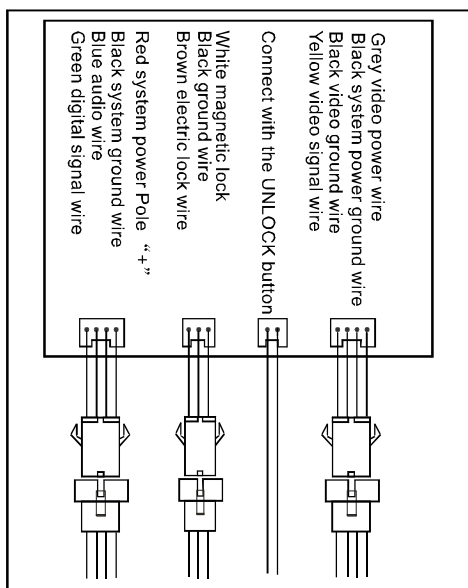 Grey video power wire
Black system power ground wire
Black video ground wire
Yellow video signal wire
Connect with the UNLOCK button
White magnetic lock
Black ground wire
Brown electric lock wire
Red system power Pole “+”
Black system ground wire
Blue audio wire
Green digital signal wire